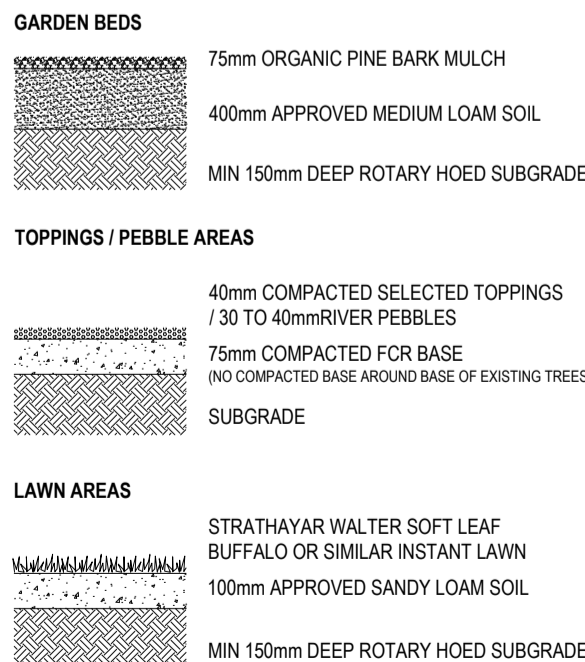 GARDEN BEDS
75mm ORGANIC PINE BARK MULCH
400mm APPROVED MEDIUM LOAM SOIL
MIN 150mm DEEP ROTARY HOED SUBGRADE
TOPPINGS / PEBBLE AREAS
40mm COMPACTED SELECTED TOPPINGS
/ 30 TO 40mmRIVER PEBBLES
75mm COMPACTED FCR BASE
(NO COMPACTED BASE AROUND BASE OF EXISTING TREES
SUBGRADE
LAWN AREAS
STRATHAYAR WALTER SOFT LEAF
BUFFALO OR SIMILAR INSTANT LAWN
100mm APPROVED SANDY LOAM SOIL
MIN 150mm DEEP ROTARY HOED SUBGRADE